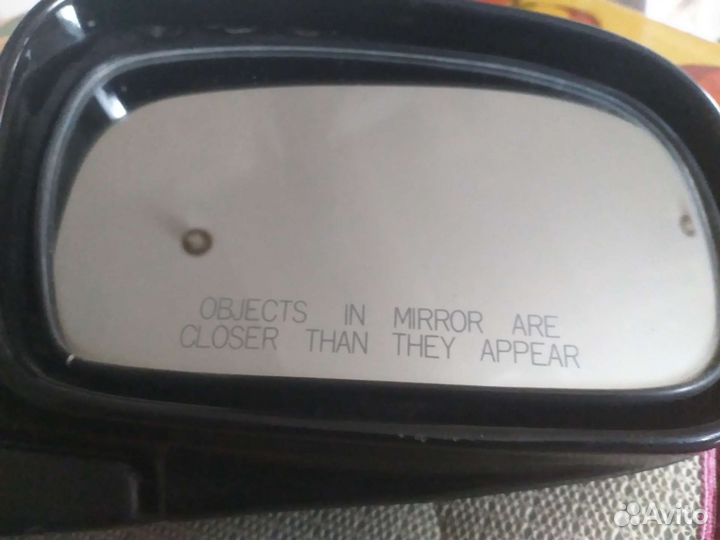 OBJECTS IN MIRROR ARE
CLOSER THAN THEY APPEAR
Avito